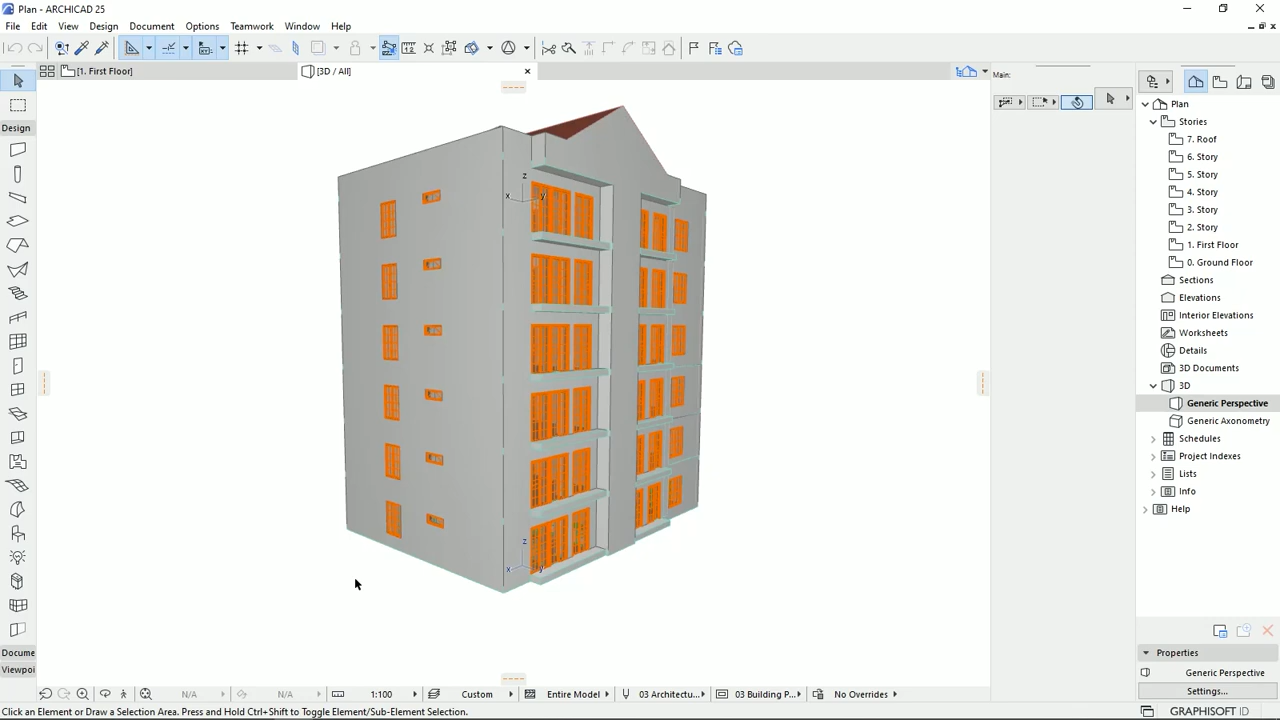 Plan - ARCHICAD 25
File Edit View Design Document Options Teamwork Window Help
[1. First Floor]
[3D / All]
Main:
Design
Plan
Stories
7. Roof
6. Story
5. Story
4. Story
3. Story
2. Story
1. First Floor
0. Ground Floor
Sections
Elevations
Interior Elevations
Worksheets
Details
3D Documents
3D
Generic Perspective
Generic Axonometry
Schedules
Project Indexes
Lists
Info
Help
z
x
y
z
x
y
Docume
Viewpoi
Properties
Generic Perspective
Settings...
N/A
N/A
1:100
Custom
Entire Model
03 Architectu...
03 Building P...
No Overrides
Click an Element or Draw a Selection Area. Press and Hold Ctrl+Shift to Toggle Element/Sub-Element Selection.
GRAPHISOFT ID